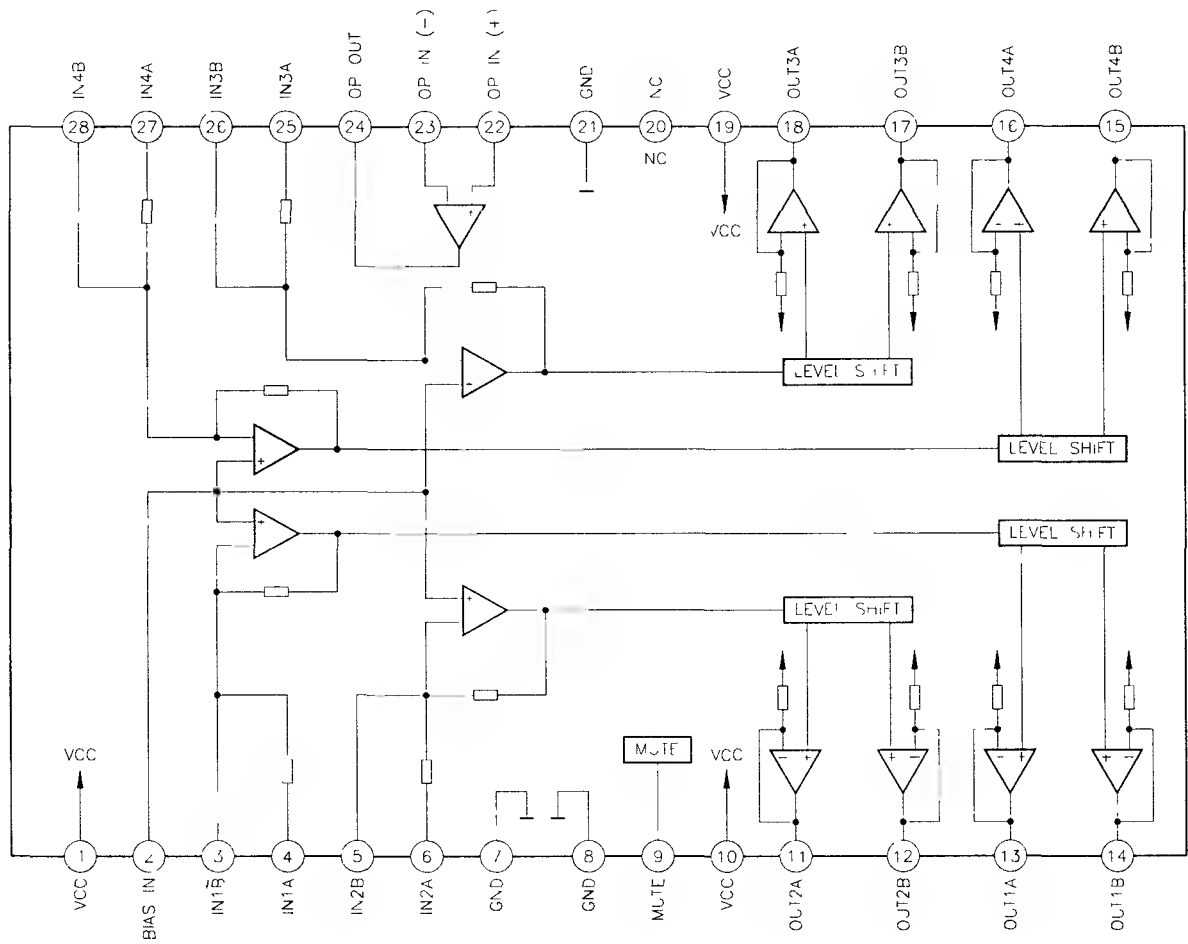 IN4B
IN4A
IN3B
IN3A
OP OUT
OP IN (-)
OP IN (+)
GND
NC
VCC
OUT3A
OUT3B
OUT4A
OUT4B
28
27
26
25
24
23
22
21
20
19
18
17
16
15
NC
VCC
- +
+
+
+
- +
+
LEVEL SHIFT
+
+
LEVEL SHIFT
+
LEVEL SHIFT
+
LEVEL SHIFT
MUTE
VCC
VCC
- +
+ -
- +
+ -
1
2
3
4
5
6
7
8
9
10
11
12
13
14
VCC
BIAS IN
IN1B
IN1A
IN2B
IN2A
GND
GND
MUTE
VCC
OUT2A
OUT2B
OUT1A
OUT1B